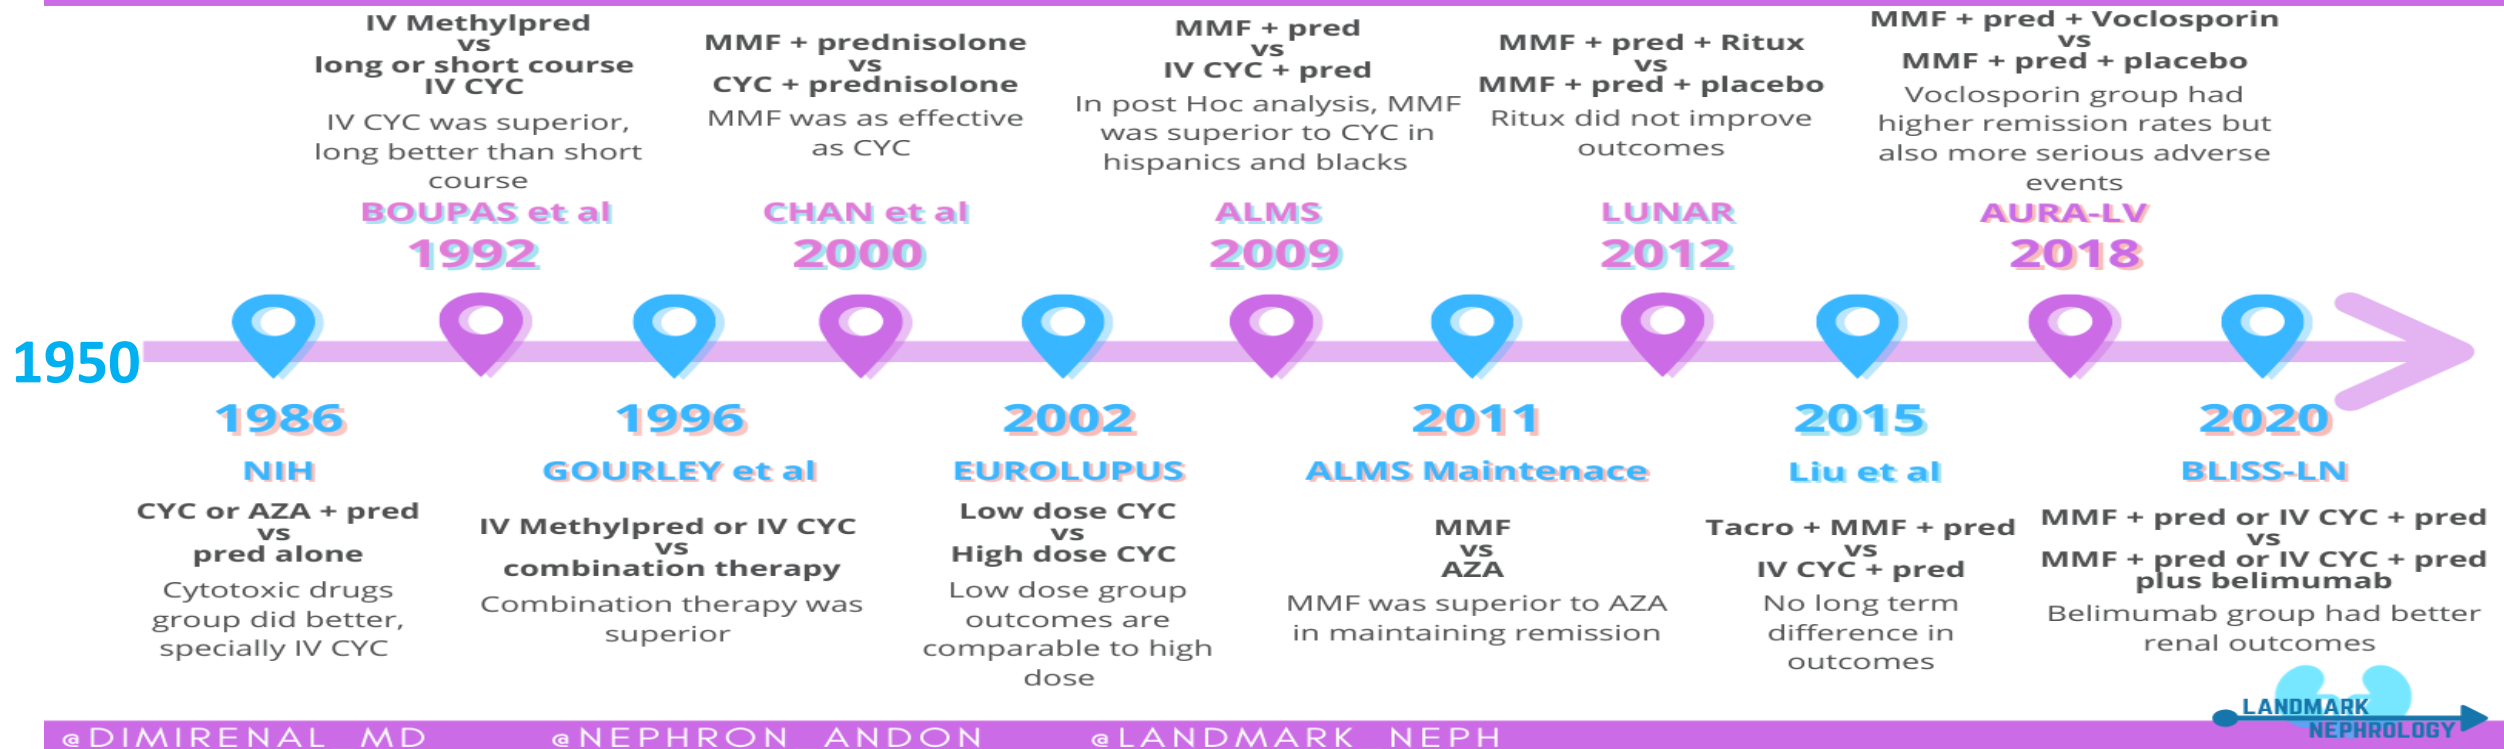 IV Methylpred
vs
long or short course
IV CYC
IV CYC was superior,
long better than short
course
BOUPAS et al
1992
MMF + prednisolone
vs
CYC + prednisolone
MMF was as effective
as CYC
CHAN et al
2000
MMF + pred
vs
IV CYC + pred
In post Hoc analysis, MMF
was superior to CYC in
hispanics and blacks
ALMS
2009
MMF + pred + Ritux
vs
MMF + pred + placebo
Ritux did not improve
outcomes
LUNAR
2012
MMF + pred + Voclosporin
vs
MMF + pred + placebo
Voclosporin group had
higher remission rates but
also more serious adverse
events
AURA-LV
2018
1950
1986
NIH
CYC or AZA + pred
vs
pred alone
Cytotoxic drugs
group did better,
specially IV CYC
1996
GOURLEY et al
IV Methylpred or IV CYC
vs
combination therapy
Combination therapy was
superior
2002
EUROLUPUS
Low dose CYC
vs
High dose CYC
Low dose group
outcomes are
comparable to high
dose
2011
ALMS Maintenace
MMF
vs
AZA
MMF was superior to AZA
in maintaining remission
2015
Liu et al
Tacro + MMF + pred
vs
IV CYC + pred
No long term
difference in
outcomes
2020
BLISS-LN
MMF + pred or IV CYC + pred
vs
MMF + pred or IV CYC + pred
plus belimumab
Belimumab group had better
renal outcomes
LANDMARK
NEPHROLOGY
@DIMIRENAL MD @NEPHRON ANDON @LANDMARK NEPH